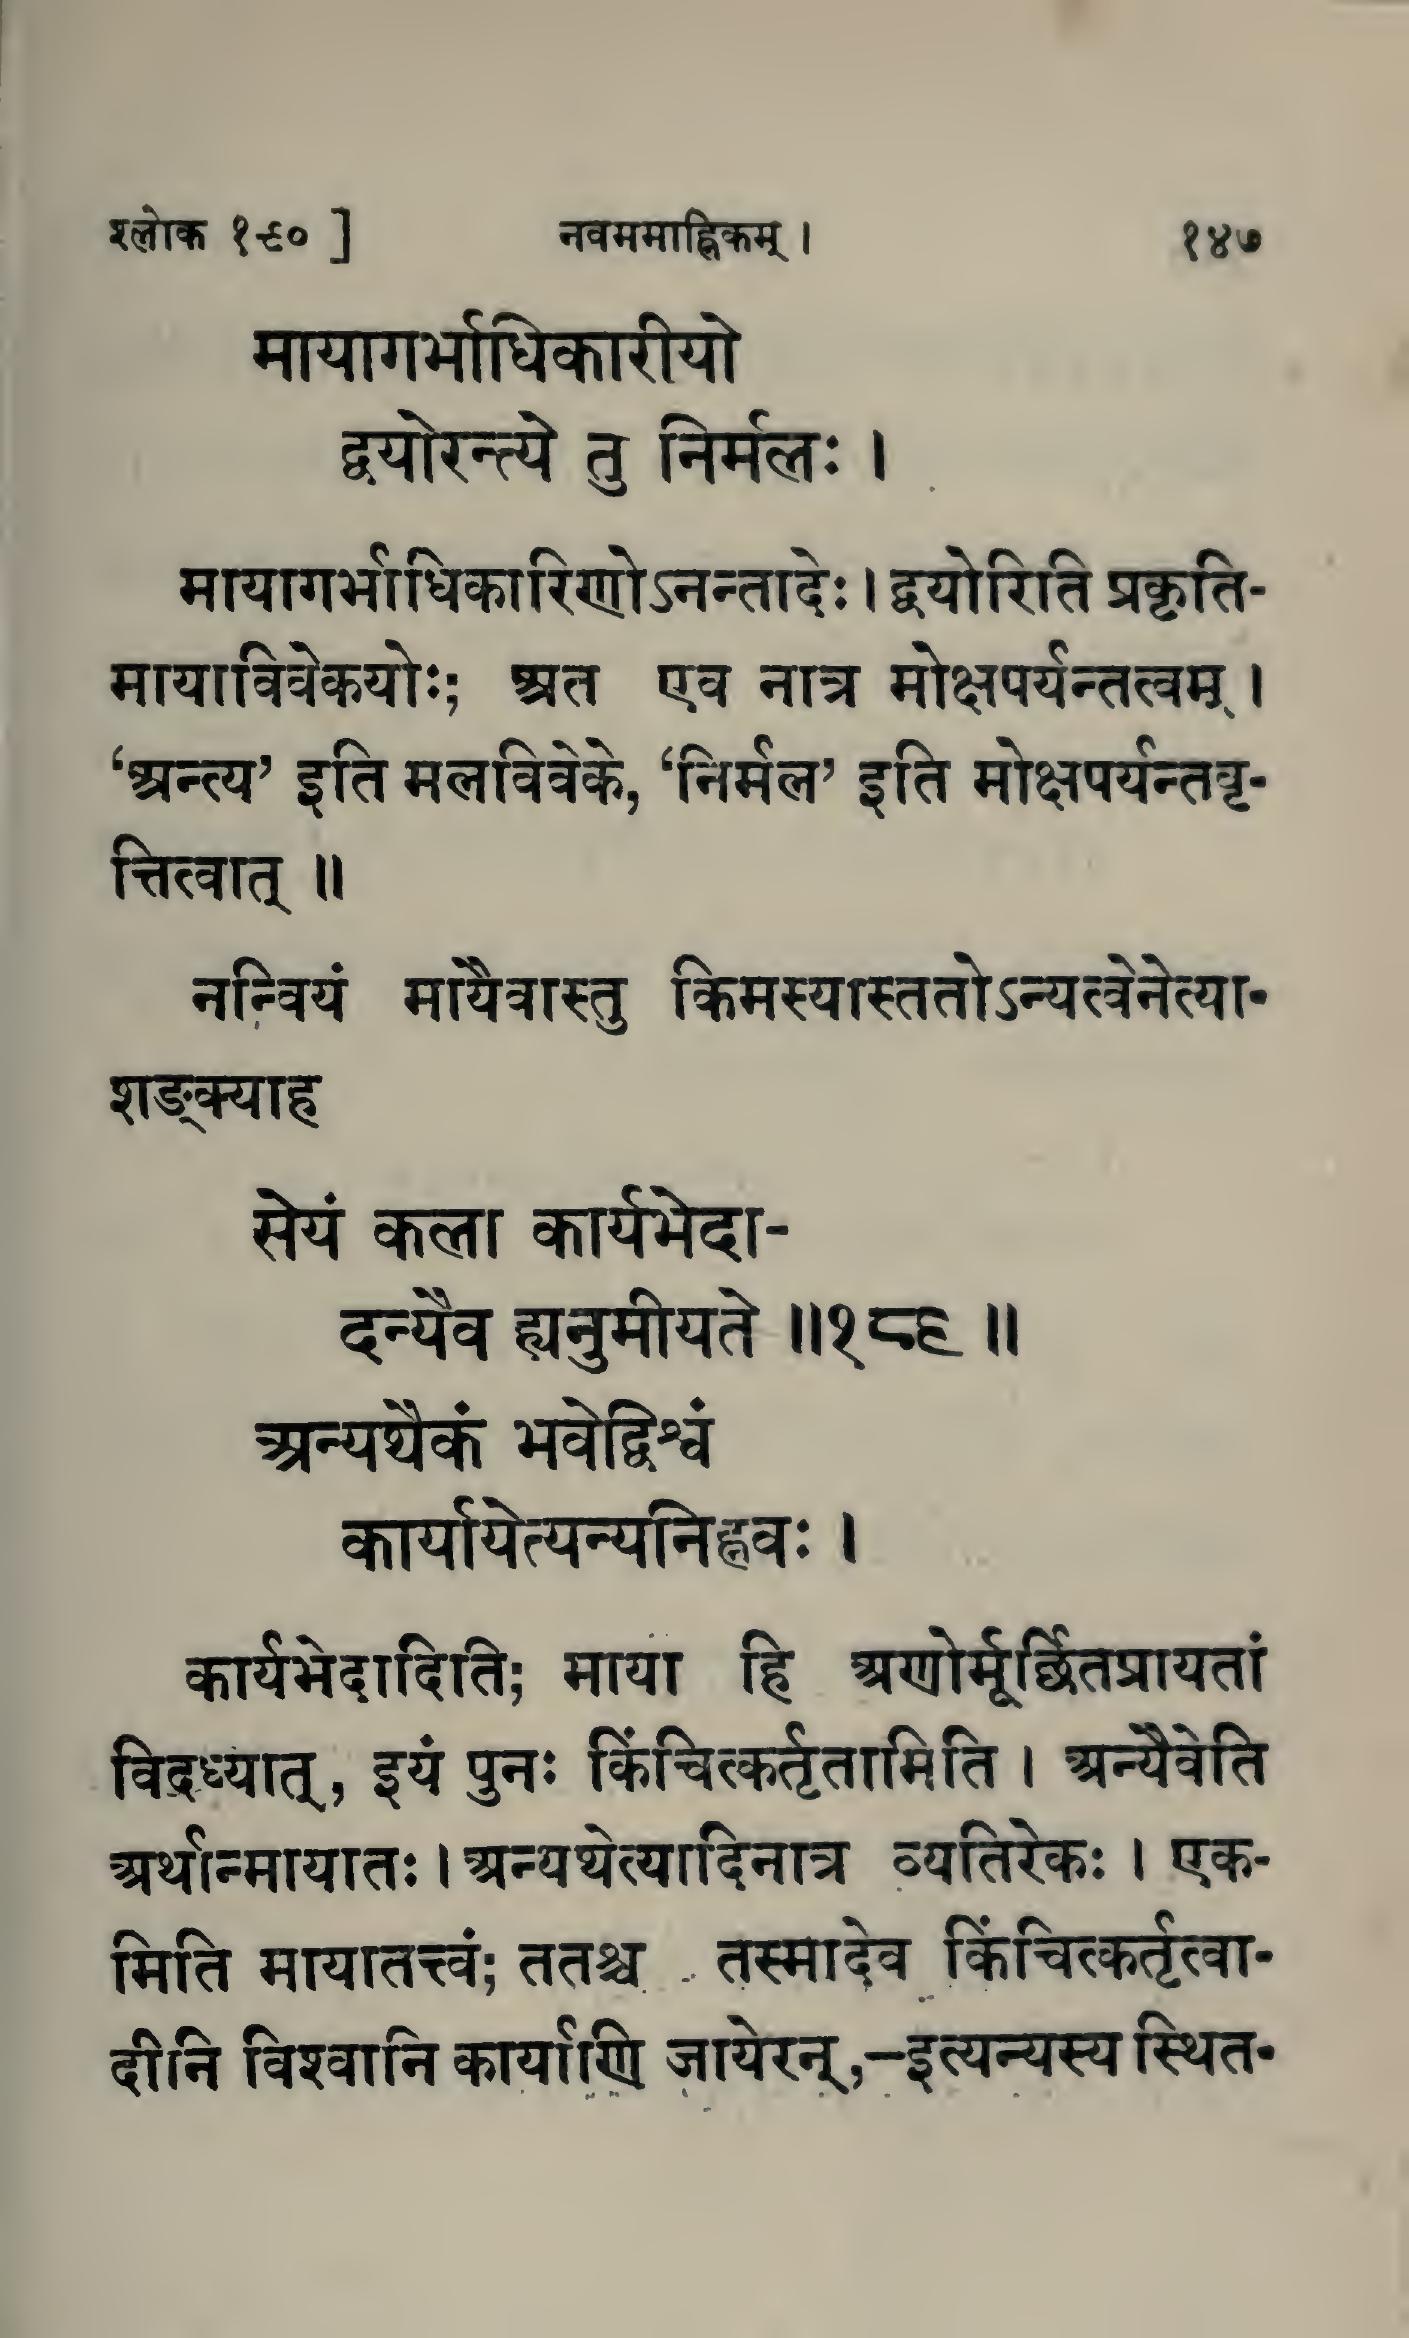 श्लोक १९० ] नवममाह्निकम् । १४७
मायागर्भाधिकारीयो
द्वयोरन्त्ये तु निर्मलः ।
मायागर्भाधिकारिणोऽनन्तादेः । द्वयोरिति प्रकृति-
मायाविवेकयोः; अत एव नात्र मोक्षपर्यन्तत्वम् ।
‘अन्त्य’ इति मलविवेके, ‘निर्मल’ इति मोक्षपर्यन्तवृ-
त्तित्वात् ॥
नन्वियं मायैवास्तु किमस्यास्ततोऽन्यत्वेनेत्या-
शङ्क्याह
सेयं कला कार्यभेदा-
दन्यैव ह्यनुमीयते ॥१८९॥
अन्यथैकं भवेद्विश्वं
कार्यायेत्यन्यनिह्नवः ।
कार्यभेदादिति; माया हि अणोर्मूर्छितप्रायतां
विदध्यात्, इयं पुनः किंचित्कर्तृतामिति । अन्यैवेति
अर्थान्मायातः । अन्यथेत्यादिनात्र व्यतिरेकः । एक-
मिति मायातत्त्वं; ततश्च तस्मादेव किंचित्कर्तृत्वा-
दीनि विश्वानि कार्याणि जायेरन्,—इत्यन्यस्य स्थित-